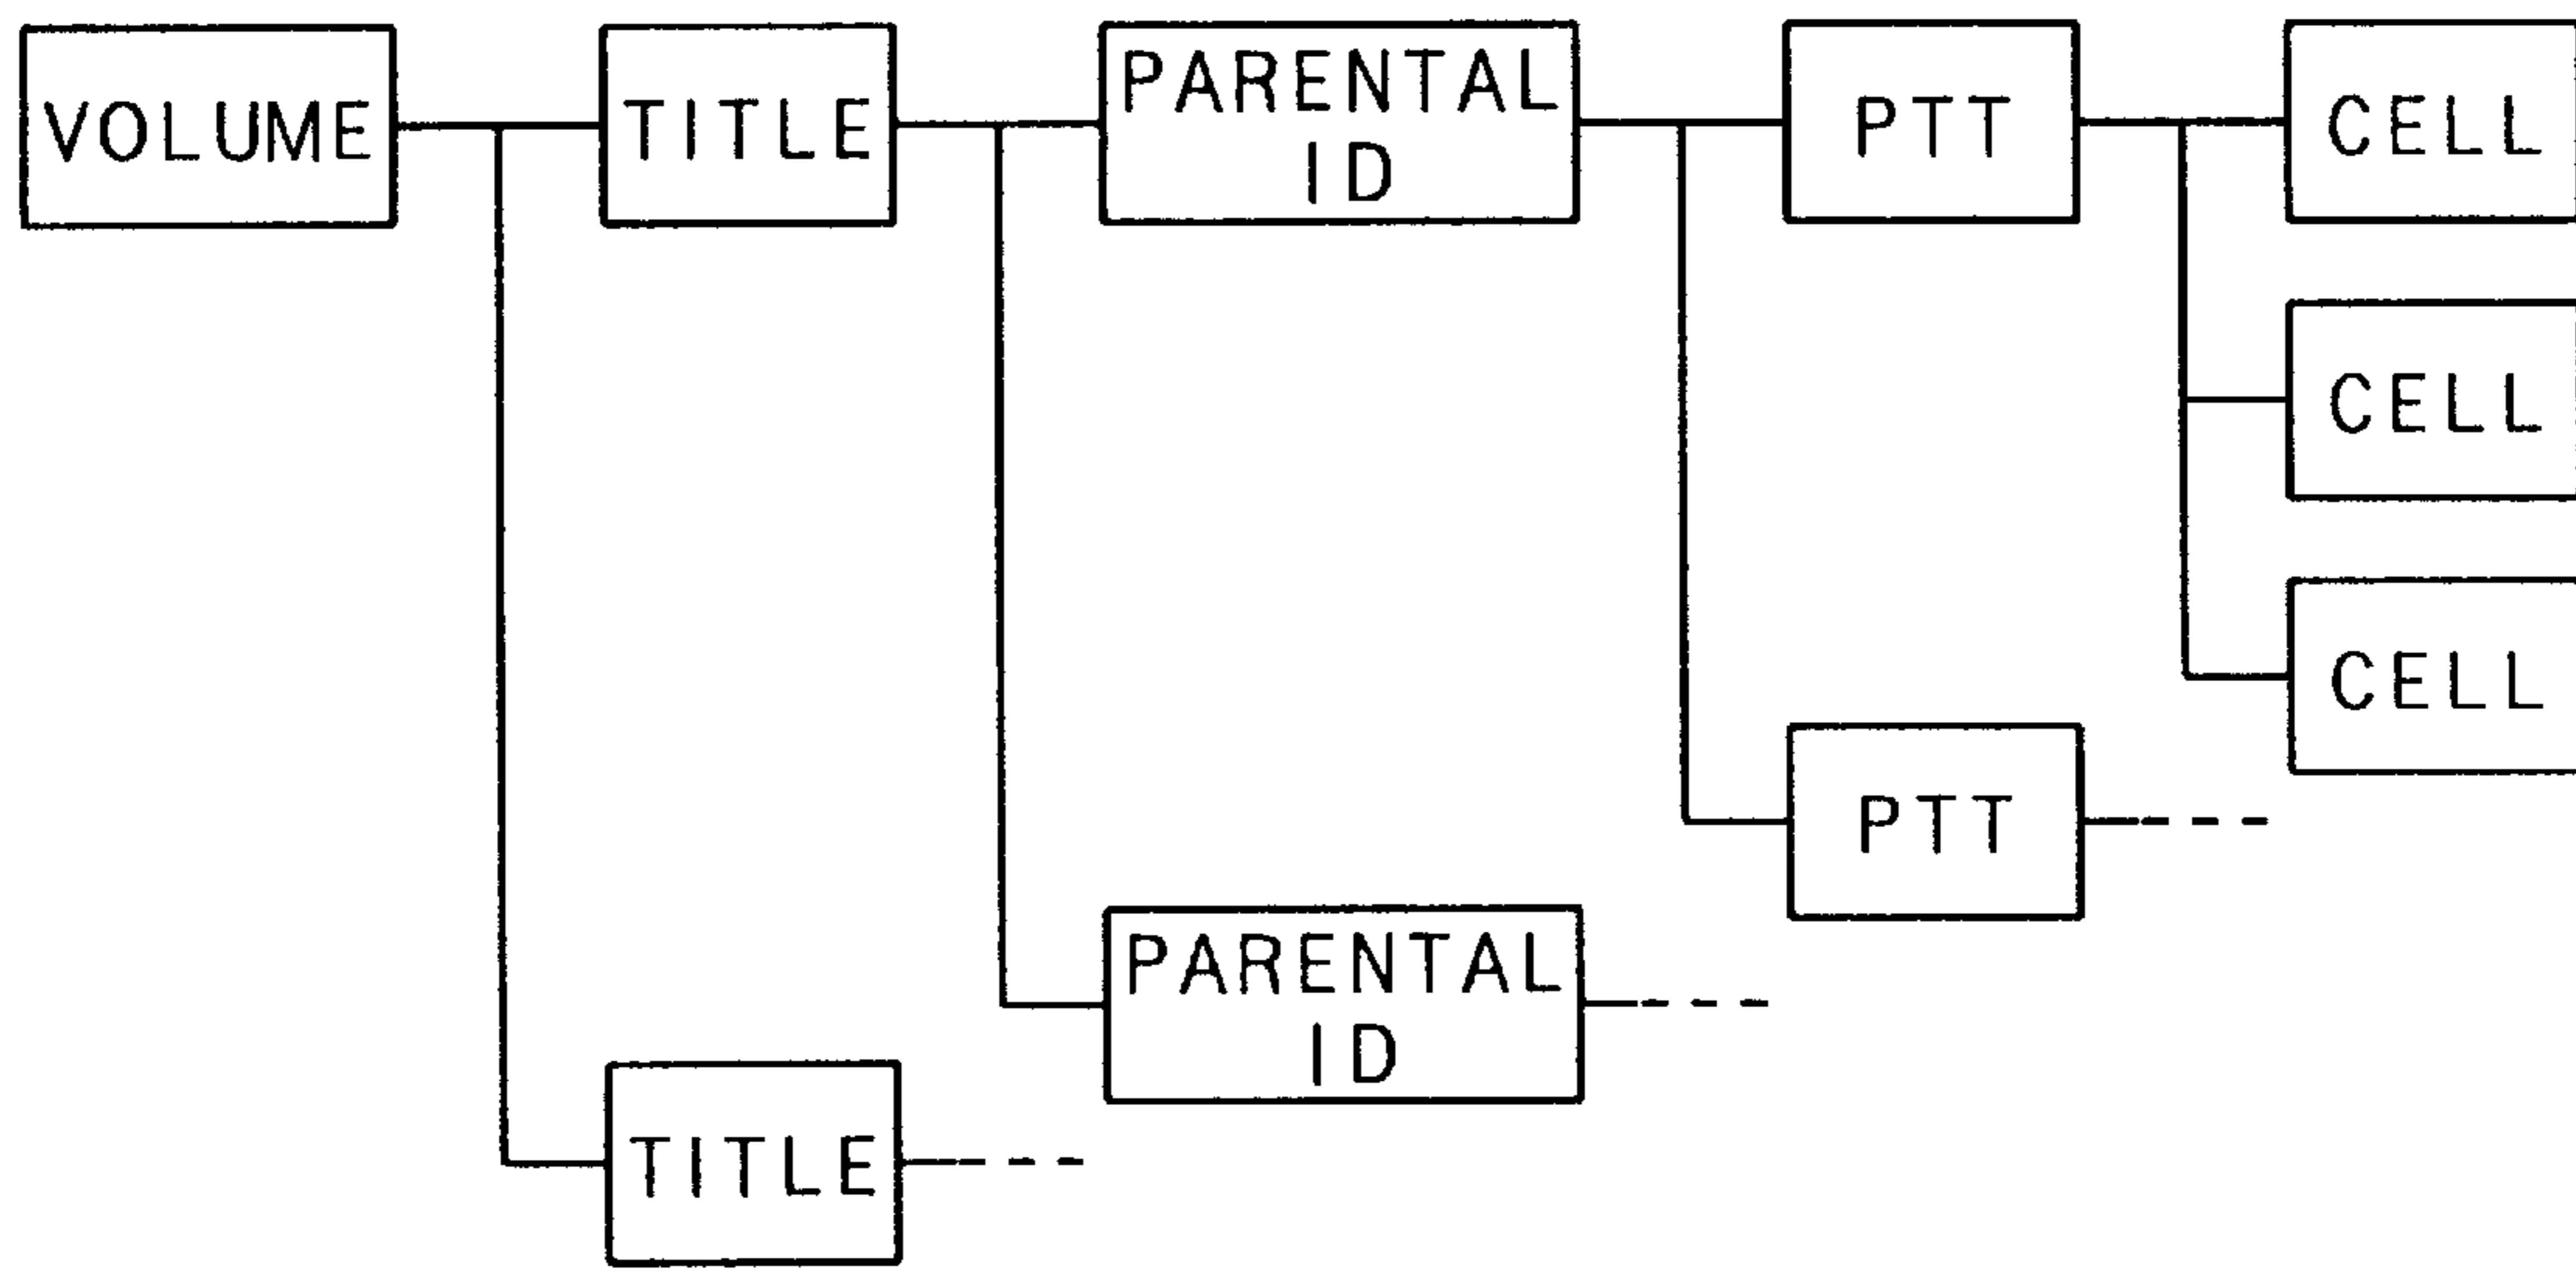 VOLUME
TITLE
PARENTAL
ID
PTT
CELL
CELL
CELL
PTT
PARENTAL
ID
TITLE